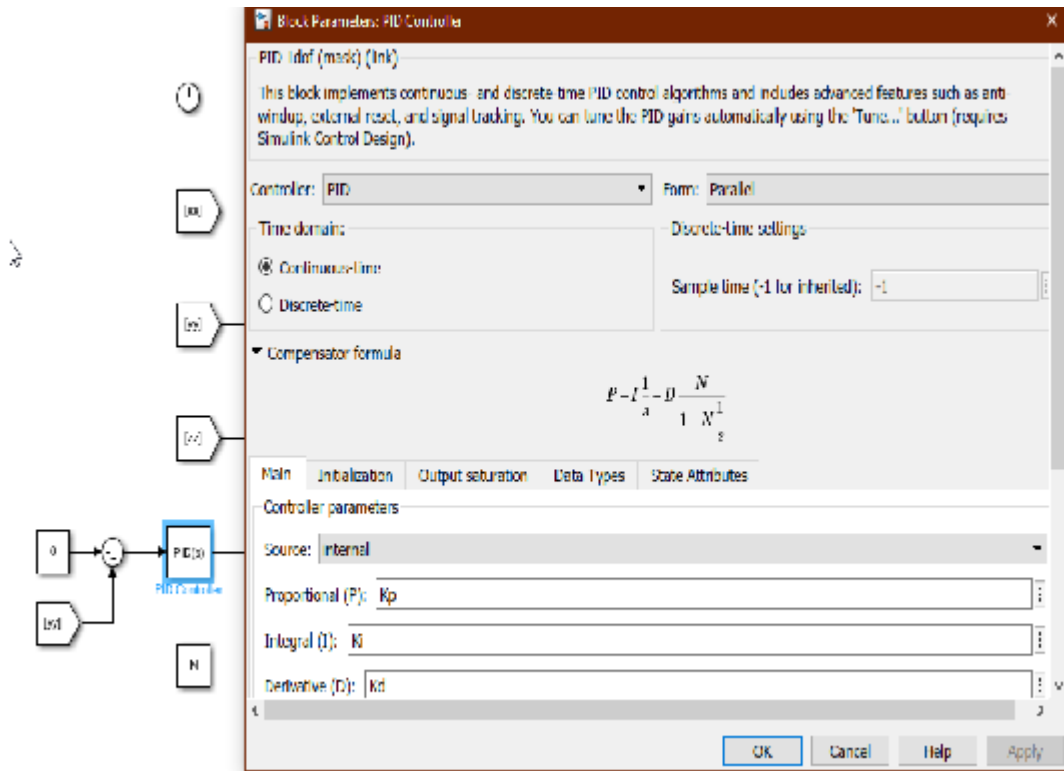 Block Parameters: PID Controller
PID 1dof (mask) (link)
This block implements continuous- and discrete-time PID control algorithms and includes advanced features such as anti-
windup, external reset, and signal tracking. You can tune the PID gains automatically using the 'Tune...' button (requires
Simulink Control Design).
Controller: PID
Form: Parallel
Time domain:
Discrete-time settings
Continuous-time
Discrete-time
Sample time (-1 for inherited): -1
Compensator formula
Main Initialization Output saturation Data Types State Attributes
Controller parameters
Source: internal
Proportional (P): Kp
Integral (I): Ki
Derivative (D): Kd
OK Cancel Help Apply
0
PID(s)
PID Controller
N